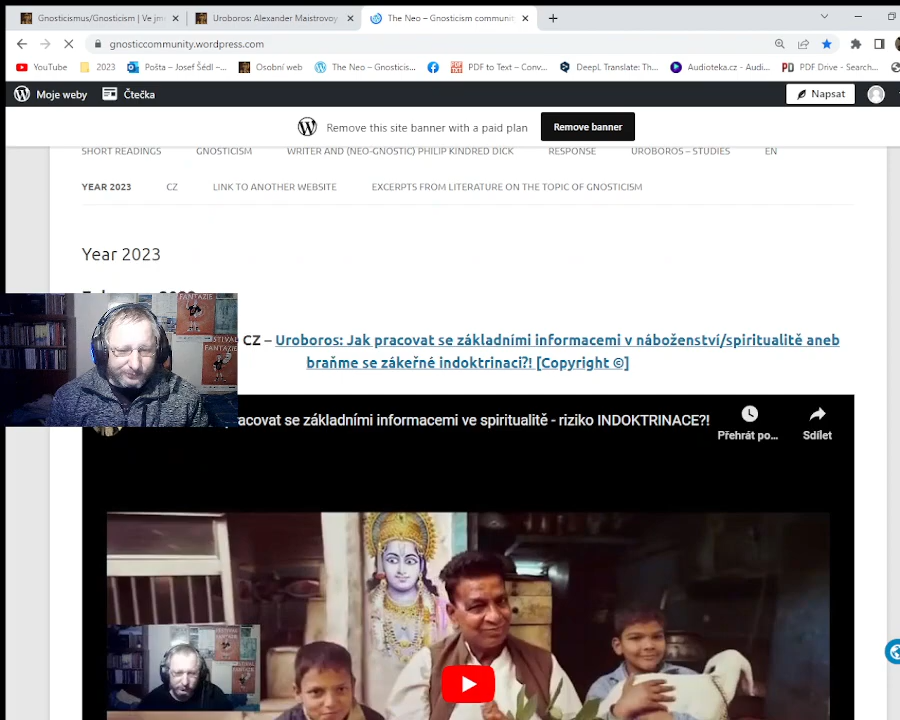 Gnosticismus/Gnosticism | Ve jm
Uroboros: Alexander Maistrovoy
The Neo – Gnosticism communit
gnosticcommunity.wordpress.com
YouTube
2023
Pošta – Josef Šédl –...
Osobní web
The Neo – Gnosticis...
PDF to Text – Conv...
DeepL Translate: Th...
Audioteka.cz - Audi...
PDF Drive - Search...
Moje weby
Čtečka
Napsat
Remove this site banner with a paid plan
Remove banner
SHORT READINGS
GNOSTICISM
WRITER AND (NEO-GNOSTIC) PHILIP KINDRED DICK
RESPONSE
UROBOROS – STUDIES
EN
YEAR 2023
CZ
LINK TO ANOTHER WEBSITE
EXCERPTS FROM LITERATURE ON THE TOPIC OF GNOSTICISM
Year 2023
FANTAZIE
CZ – Uroboros: Jak pracovat se základními informacemi v náboženství/spiritualitě aneb
braňme se zákeřné indoktrinaci?! [Copyright ©]
FANTAZIE
acovat se základními informacemi ve spiritualitě - riziko INDOKTRINACE?!
Přehrát po...
Sdílet